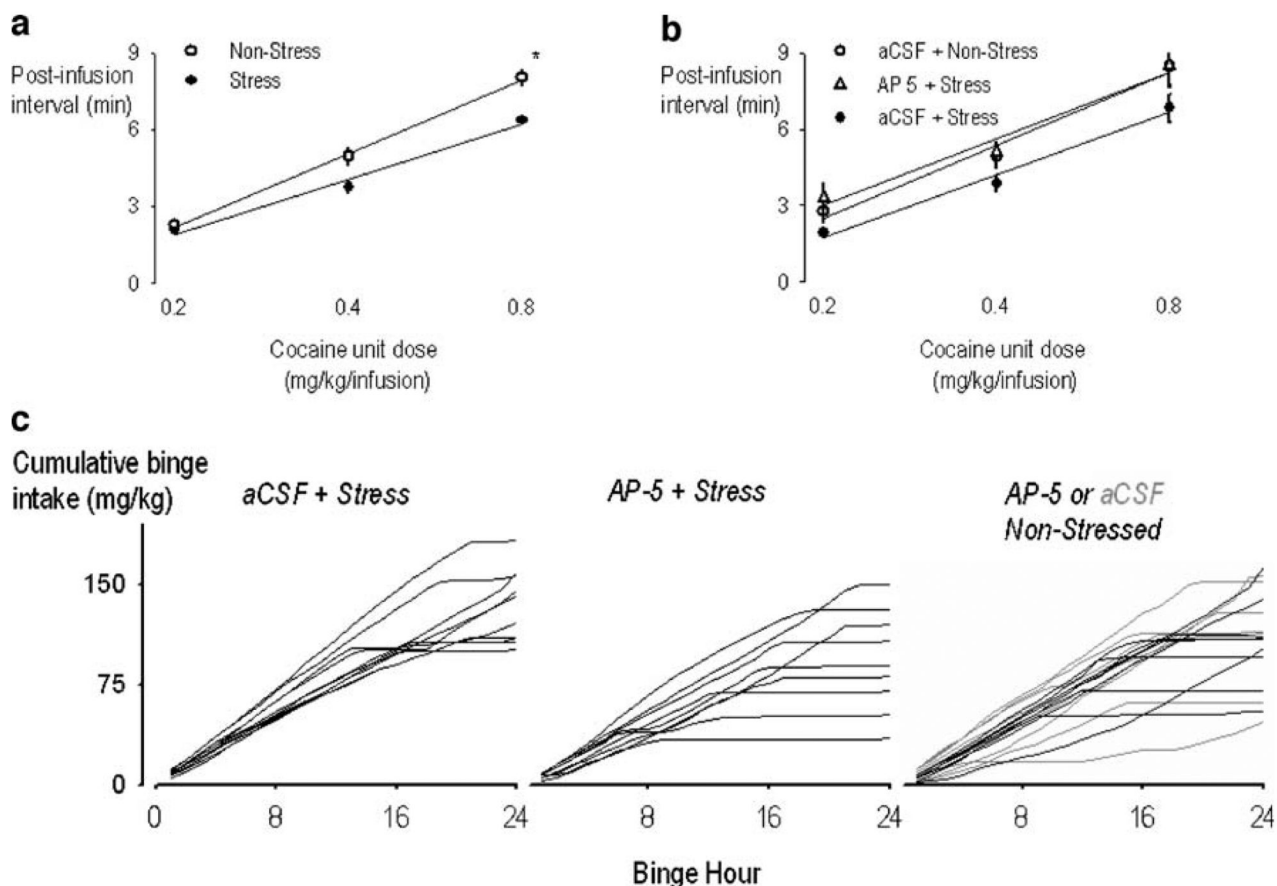 a
Post-infusion
interval (min)
Non-Stress
Stress
*
9
6
3
0
0.2 0.4 0.8
Cocaine unit dose
(mg/kg/infusion)
b
Post-infusion
interval (min)
aCSF + Non-Stress
AP 5 + Stress
aCSF + Stress
9
6
3
0
0.2 0.4 0.8
Cocaine unit dose
(mg/kg/infusion)
c
Cumulative binge
intake (mg/kg)
aCSF + Stress
AP-5 + Stress
AP-5 or aCSF
Non-Stressed
150
75
0
0 8 16 24
8 16 24
8 16 24
Binge Hour